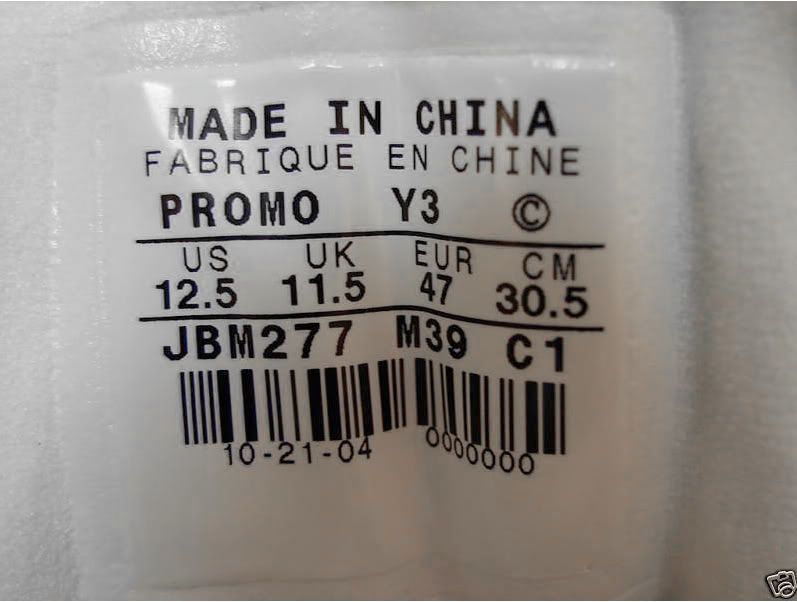 MADE IN CHINA
FABRIQUE EN CHINE
PROMO Y3 ©
US UK EUR CM
12.5 11.5 47 30.5
JBM277 M39 C1
10-21-04 0000000